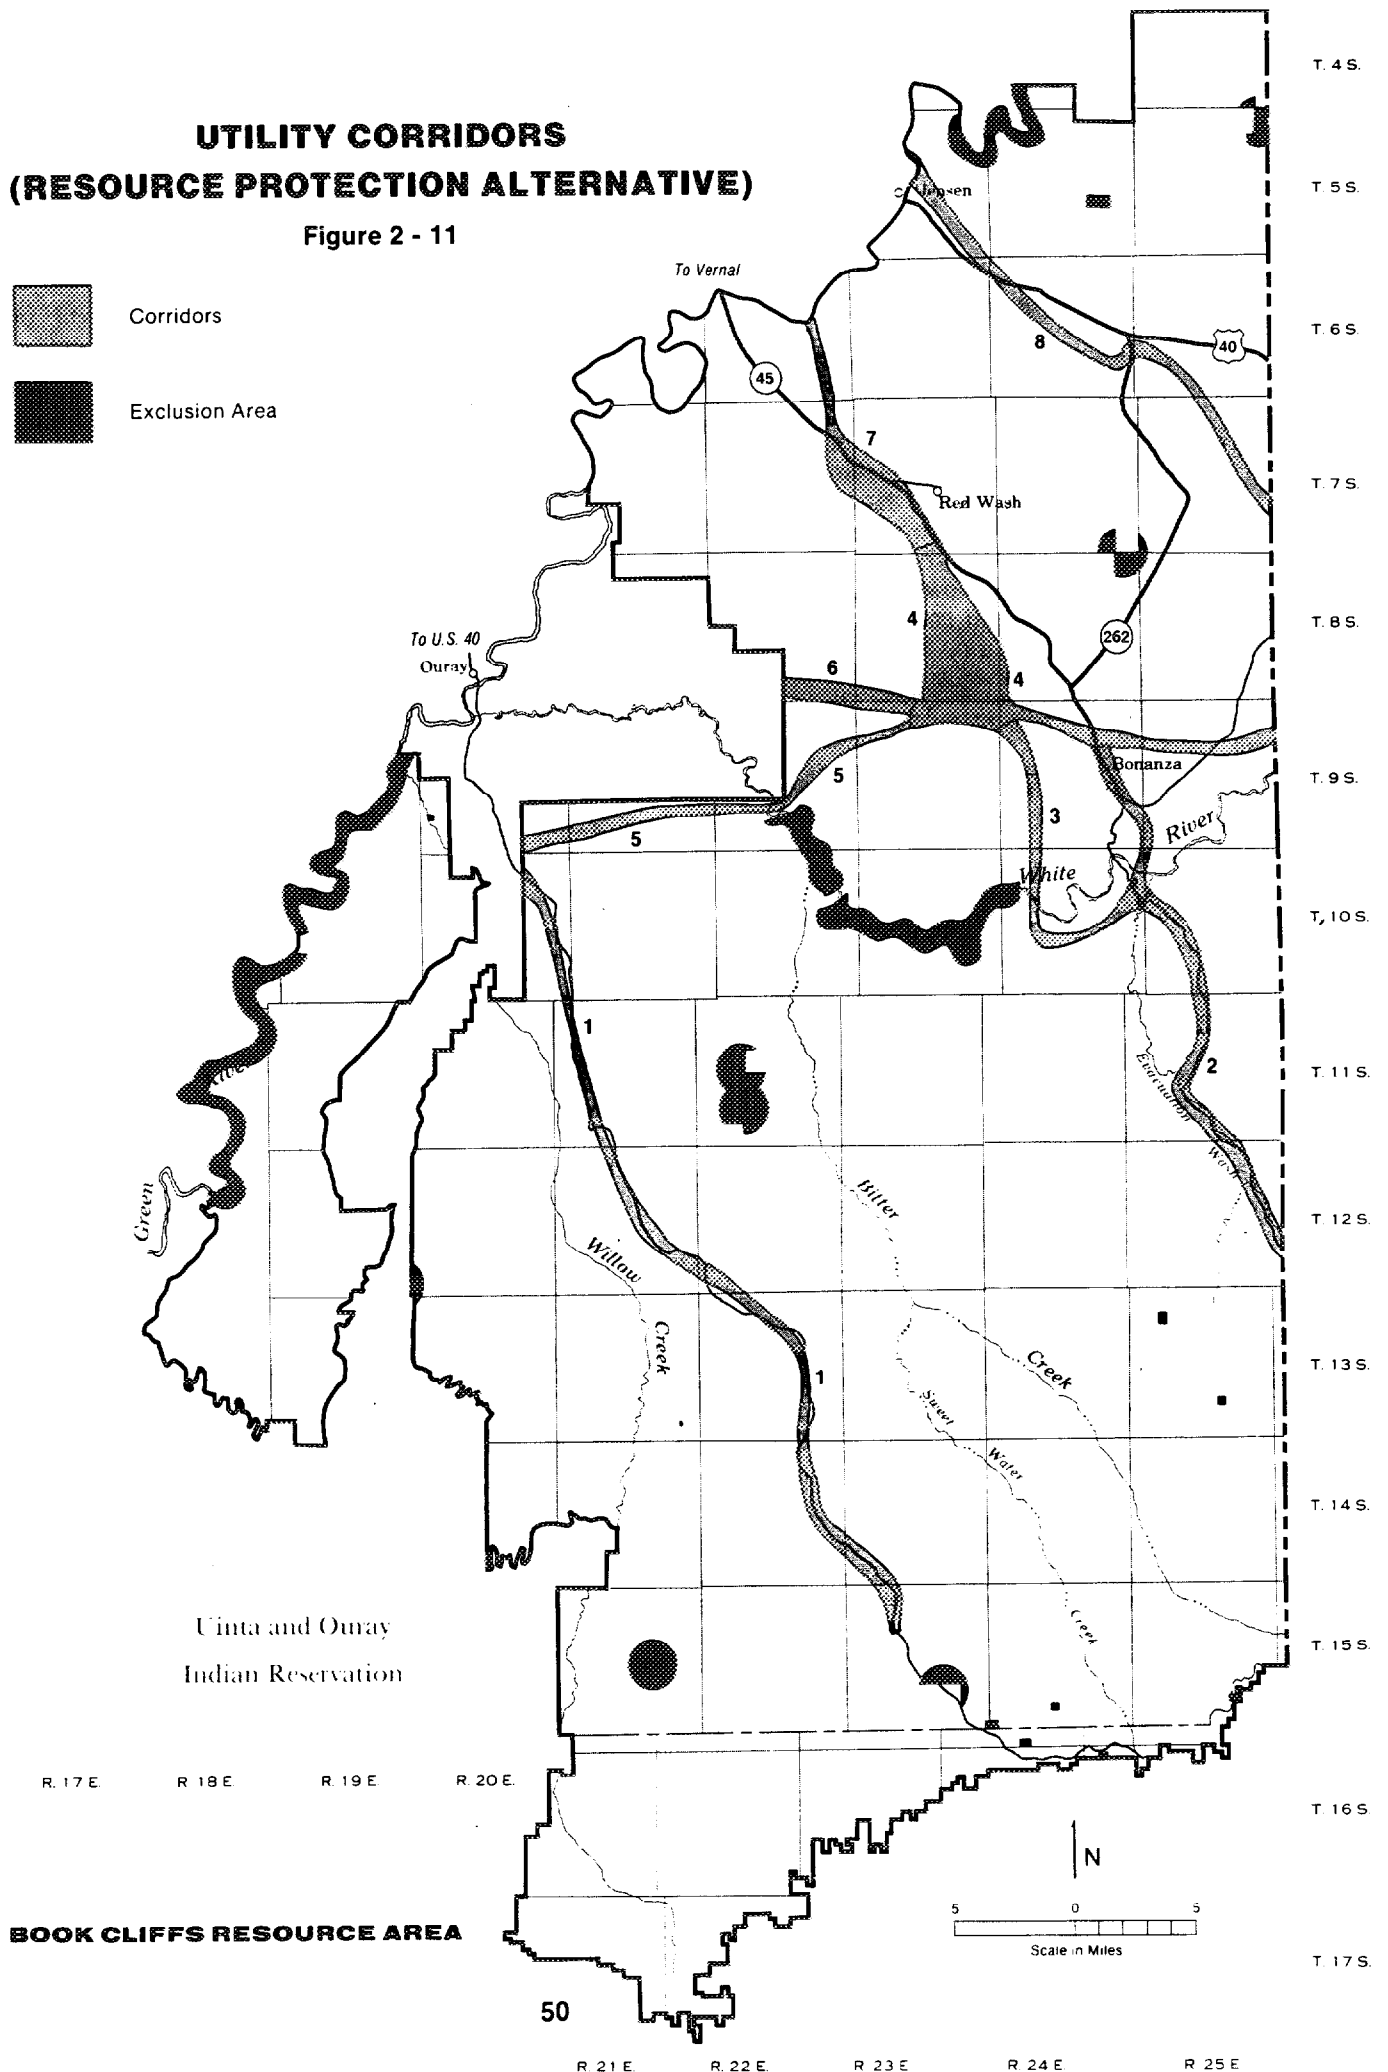 UTILITY CORRIDORS
(RESOURCE PROTECTION ALTERNATIVE)
Figure 2 - 11
Corridors
Exclusion Area
T. 4 S.
T. 5 S.
Jensen
To Vernal
T. 6 S.
8
40
45
7
T. 7 S.
Red Wash
4
T. 8 S.
262
To U.S. 40
Ouray
6
4
Bonanza
T. 9 S.
5
3
5
River
White
T, 10 S.
1
2
T. 11 S.
Evacuation
Wash
River
Green
Bitter
T. 12 S.
Willow
Creek
Creek
T. 13 S.
1
Sweet
Water
T. 14 S.
Creek
T. 15 S.
Uinta and Ouray
Indian Reservation
R. 17 E.
R 18 E.
R. 19 E.
R. 20 E.
T. 16 S.
N
5 0 5
Scale in Miles
BOOK CLIFFS RESOURCE AREA
T. 17 S.
50
R. 21 E.
R. 22 E.
R 23 E
R. 24 E.
R 25 E.